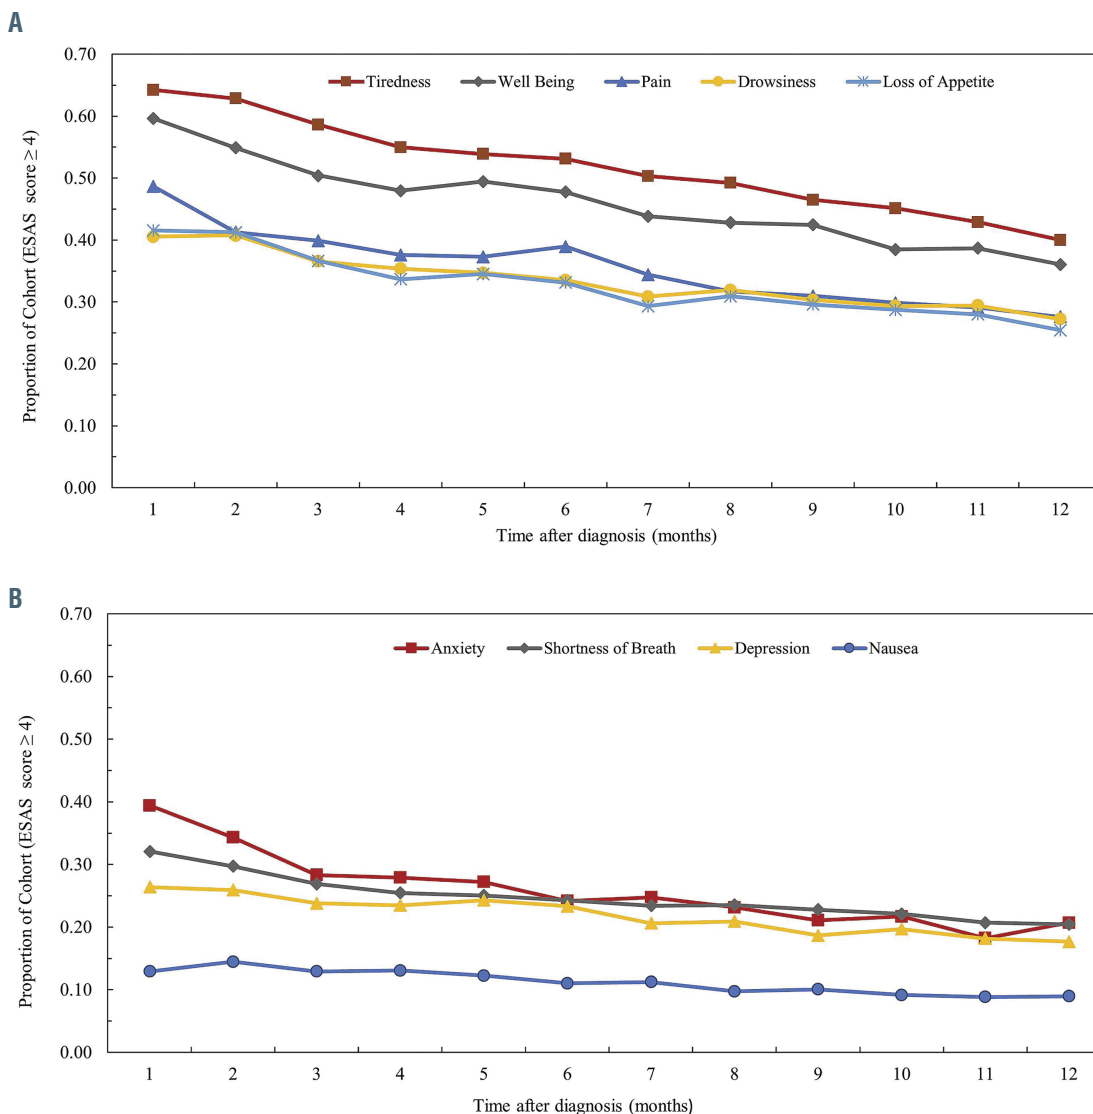 A
0.70
Tiredness Well Being Pain Drowsiness Loss of Appetite
0.60
0.50
0.40
0.30
0.20
0.10
0.00
Proportion of Cohort (ESAS score ≥ 4)
1 2 3 4 5 6 7 8 9 10 11 12
Time after diagnosis (months)
B
0.70
Anxiety Shortness of Breath Depression Nausea
0.60
0.50
0.40
0.30
0.20
0.10
0.00
Proportion of Cohort (ESAS score ≥ 4)
1 2 3 4 5 6 7 8 9 10 11 12
Time after diagnosis (months)